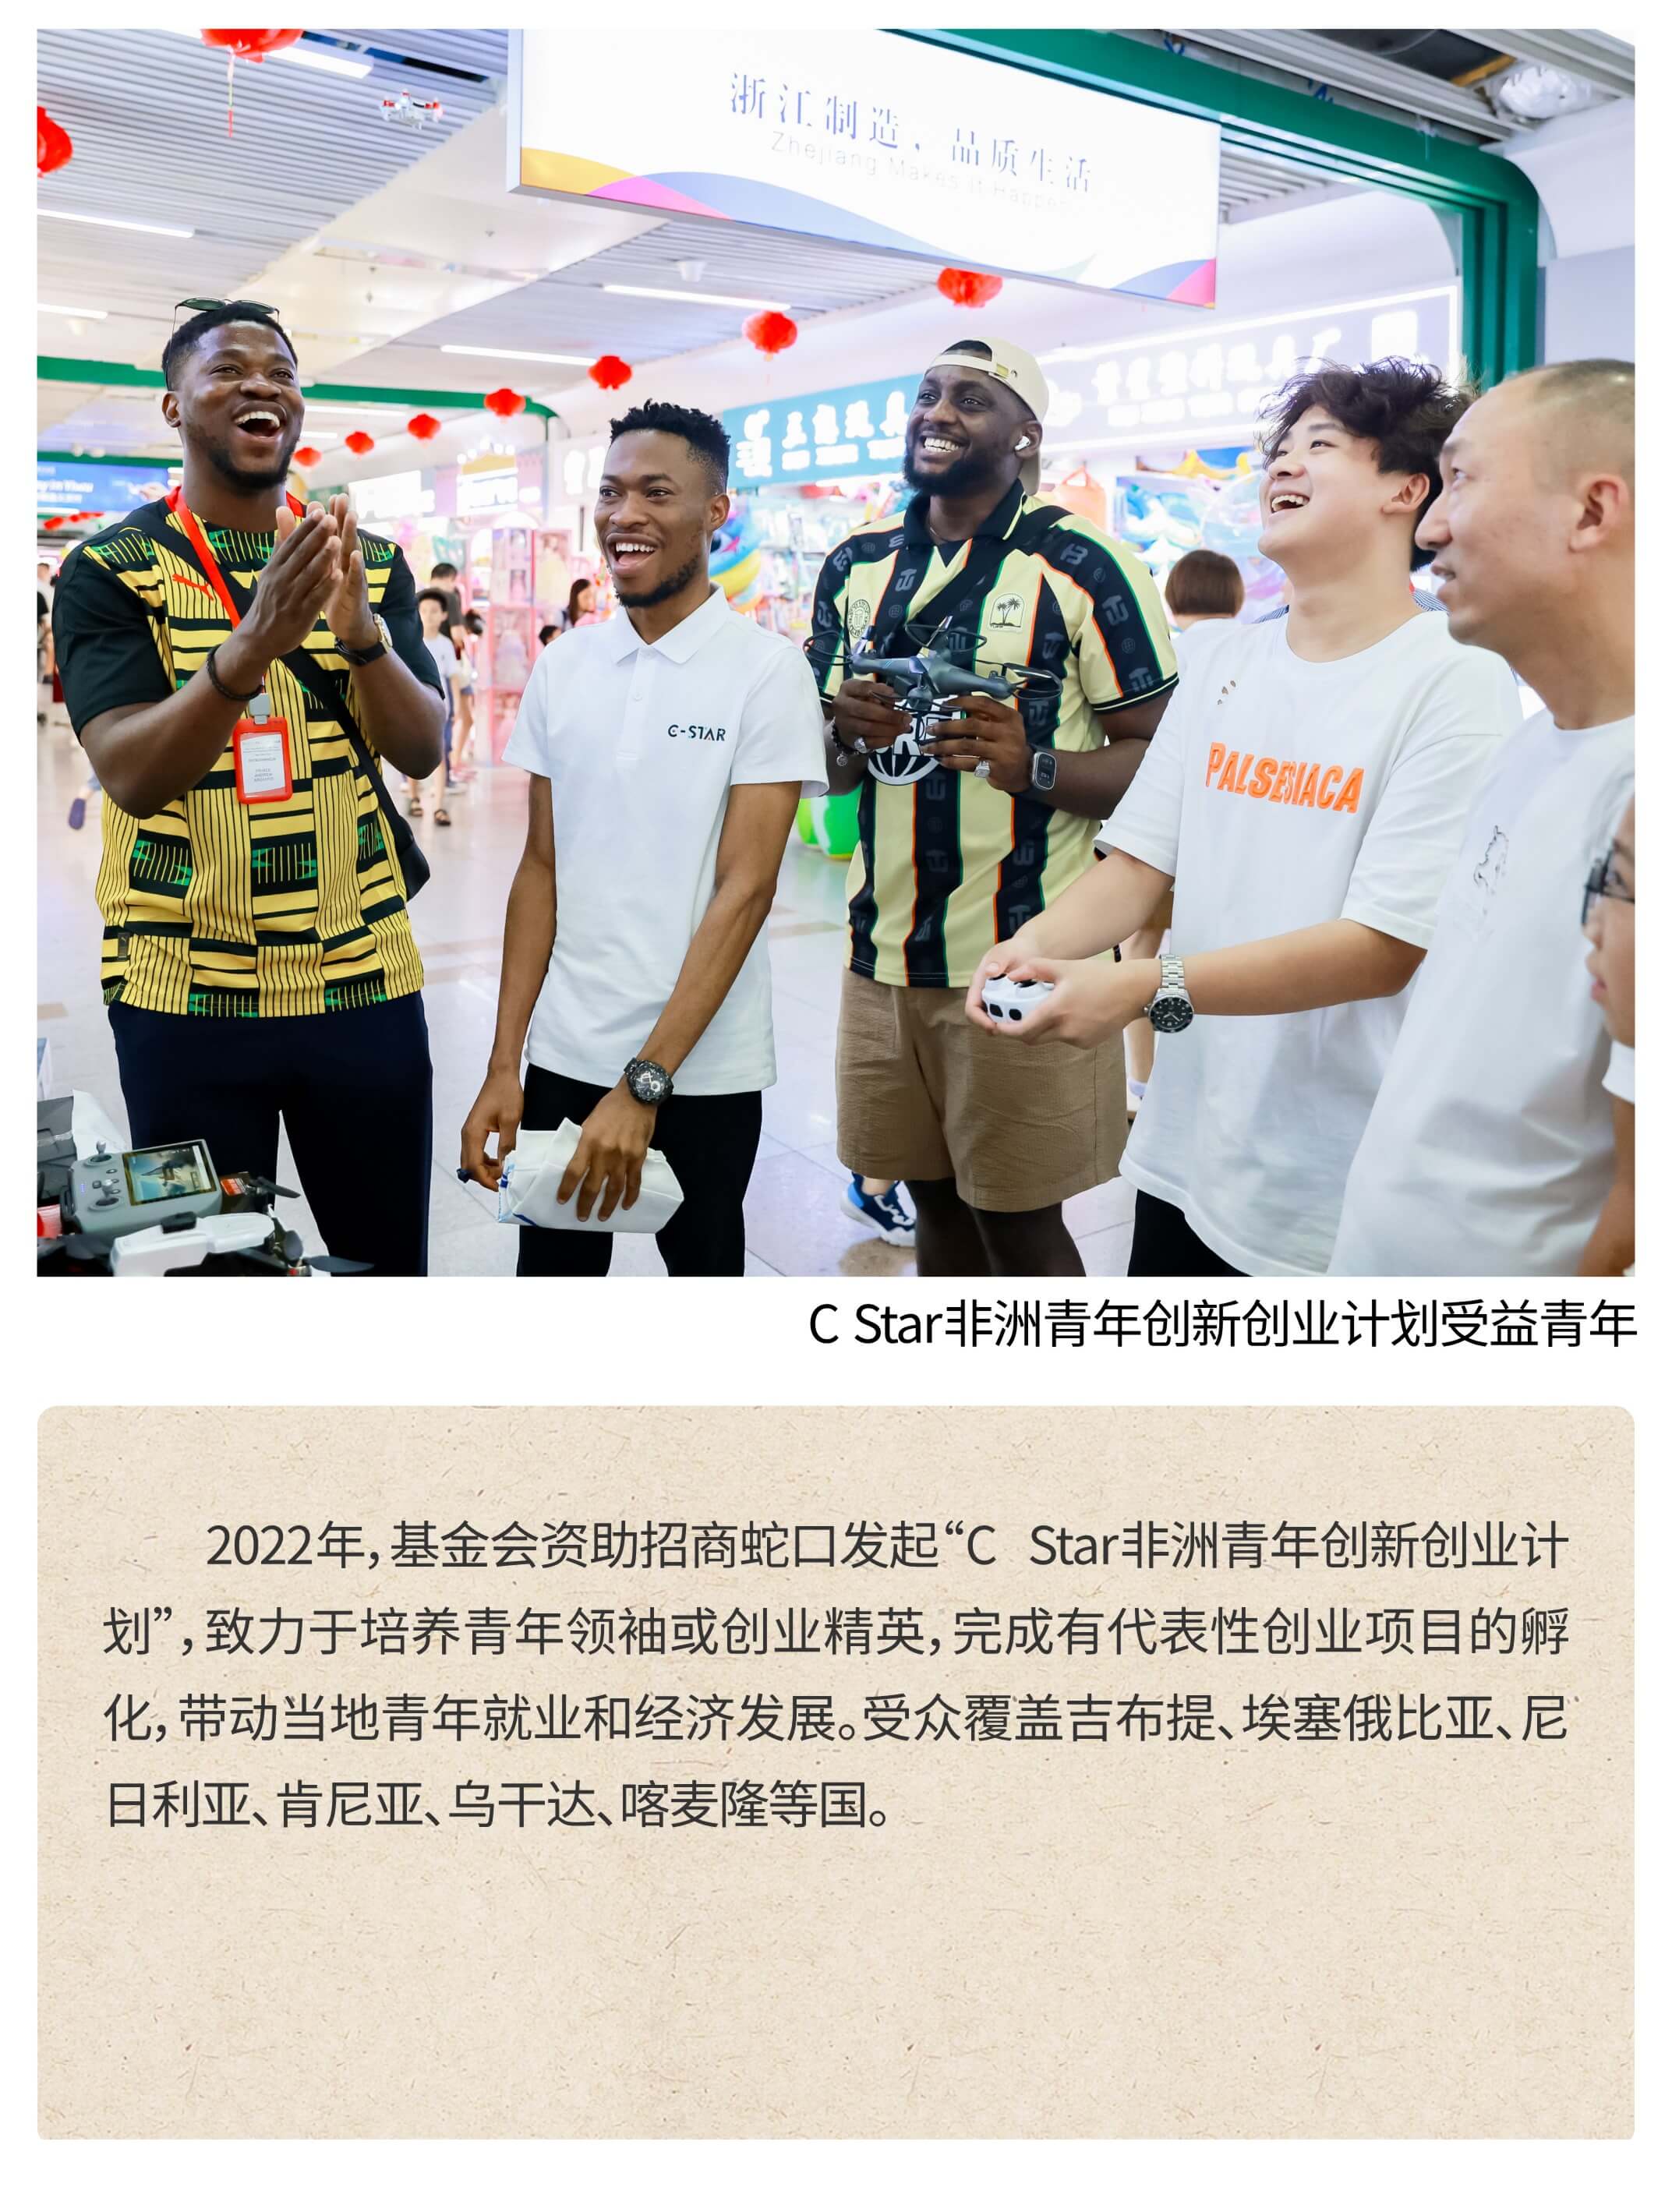 浙江制造，品质生活
Zhejiang Makes It Happen
C-STAR
PALSESIACA
C Star非洲青年创新创业计划受益青年
2022年，基金会资助招商蛇口发起“C Star非洲青年创新创业计
划”，致力于培养青年领袖或创业精英，完成有代表性创业项目的孵
化，带动当地青年就业和经济发展。受众覆盖吉布提、埃塞俄比亚、尼
日利亚、肯尼亚、乌干达、喀麦隆等国。